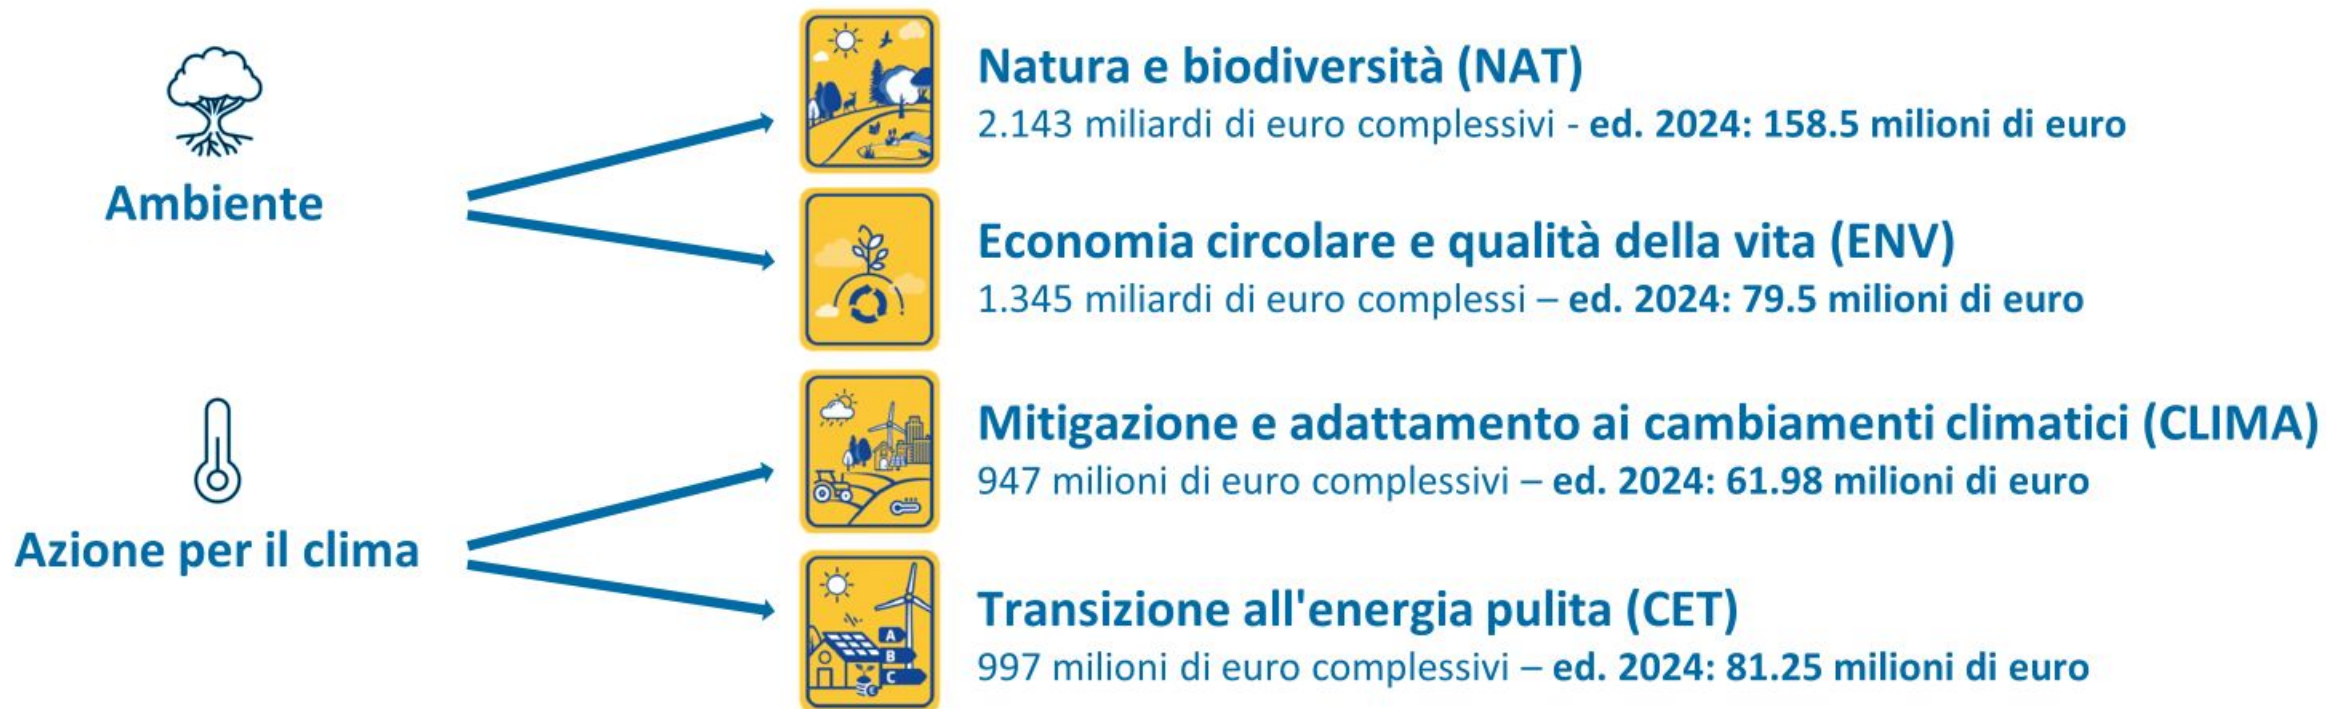 Ambiente
Natura e biodiversità (NAT)
2.143 miliardi di euro complessivi - ed. 2024: 158.5 milioni di euro
Economia circolare e qualità della vita (ENV)
1.345 miliardi di euro complessi – ed. 2024: 79.5 milioni di euro
Azione per il clima
Mitigazione e adattamento ai cambiamenti climatici (CLIMA)
947 milioni di euro complessivi – ed. 2024: 61.98 milioni di euro
Transizione all'energia pulita (CET)
997 milioni di euro complessivi – ed. 2024: 81.25 milioni di euro
A
B
C